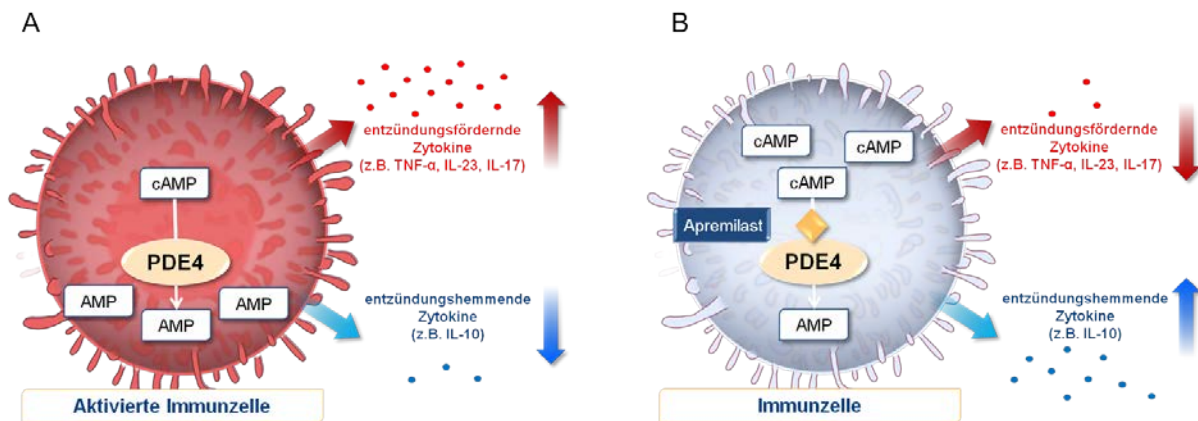 A
entzündungsfördernde
Zytokine
(z.B. TNF-α, IL-23, IL-17)
cAMP
PDE4
AMP
AMP
AMP
entzündungshemmende
Zytokine
(z.B. IL-10)
Aktivierte Immunzelle
B
cAMP
cAMP
cAMP
entzündungsfördernde
Zytokine
(z.B. TNF-α, IL-23, IL-17)
Apremilast
PDE4
AMP
entzündungshemmende
Zytokine
(z.B. IL-10)
Immunzelle